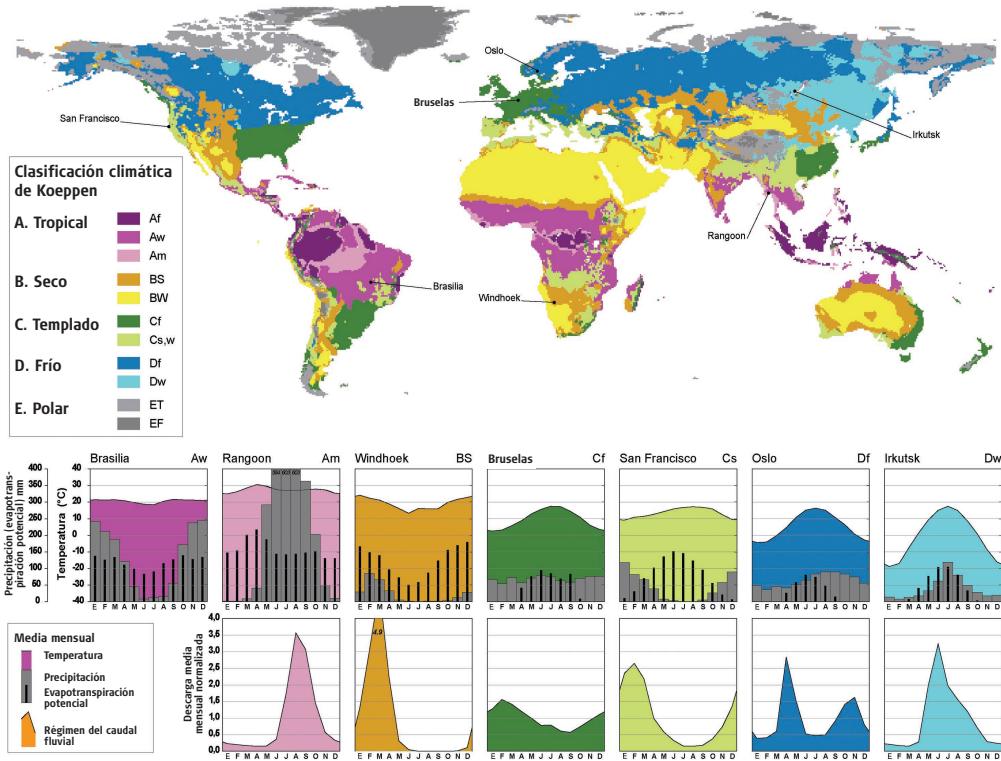 Oslo
Bruselas
San Francisco
Irkutsk
Rangoon
Brasilia
Windhoek
Clasificación climática
de Koeppen
A. Tropical
Af
Aw
Am
B. Seco
BS
BW
C. Templado
Cf
Cs,w
D. Frío
Df
Dw
E. Polar
ET
EF
Brasilia Aw
Rangoon Am
Windhoek BS
Bruselas Cf
San Francisco Cs
Oslo Df
Irkutsk Dw
Precipitación (evapotrans-
piración potencial) mm
400
350
300
250
200
150
100
50
0
Temperatura (°C)
40
30
20
10
0
-10
-20
-30
-40
603 603
E F M A M J J A S O N D
E F M A M J J A S O N D
E F M A M J J A S O N D
E F M A M J J A S O N D
E F M A M J J A S O N D
E F M A M J J A S O N D
E F M A M J J A S O N D
Media mensual
Temperatura
Precipitación
Evapotranspiración
potencial
Régimen del caudal
fluvial
Descarga media
mensual normalizada
4,0
3,5
3,0
2,5
2,0
1,5
1,0
0,5
0,0
4.9
E F M A M J J A S O N D
E F M A M J J A S O N D
E F M A M J J A S O N D
E F M A M J J A S O N D
E F M A M J J A S O N D
E F M A M J J A S O N D